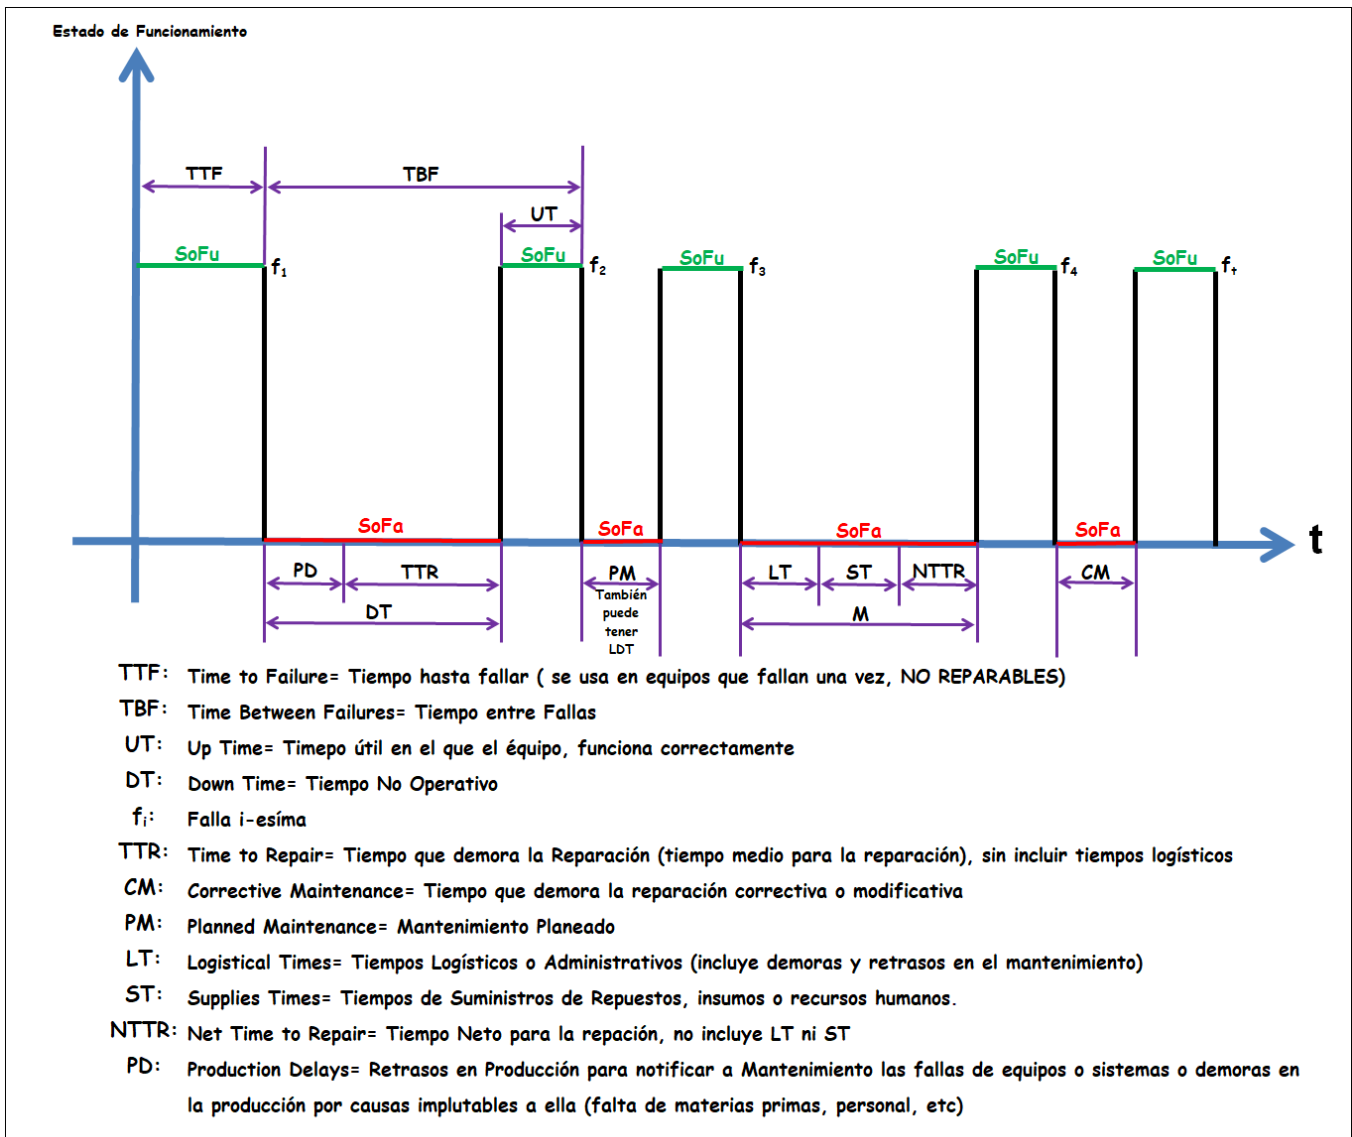 Estado de Funcionamiento
TTF
TBF
UT
SoFu
f₁
SoFu
f₂
SoFu
f₃
SoFu
f₄
SoFu
fₜ
SoFa
SoFa
SoFa
SoFa
t
PD
TTR
PM
LT
ST
NTTR
CM
También
puede
tener
LDT
DT
M
TTF: Time to Failure= Tiempo hasta fallar ( se usa en equipos que fallan una vez, NO REPARABLES)
TBF: Time Between Failures= Tiempo entre Fallas
UT: Up Time= Timepo útil en el que el équipo, funciona correctamente
DT: Down Time= Tiempo No Operativo
fᵢ: Falla i-esíma
TTR: Time to Repair= Tiempo que demora la Reparación (tiempo medio para la reparación), sin incluir tiempos logísticos
CM: Corrective Maintenance= Tiempo que demora la reparación correctiva o modificativa
PM: Planned Maintenance= Mantenimiento Planeado
LT: Logistical Times= Tiempos Logísticos o Administrativos (incluye demoras y retrasos en el mantenimiento)
ST: Supplies Times= Tiempos de Suministros de Repuestos, insumos o recursos humanos.
NTTR: Net Time to Repair= Tiempo Neto para la repación, no incluye LT ni ST
PD: Production Delays= Retrasos en Producción para notificar a Mantenimiento las fallas de equipos o sistemas o demoras en
la producción por causas implutables a ella (falta de materias primas, personal, etc)